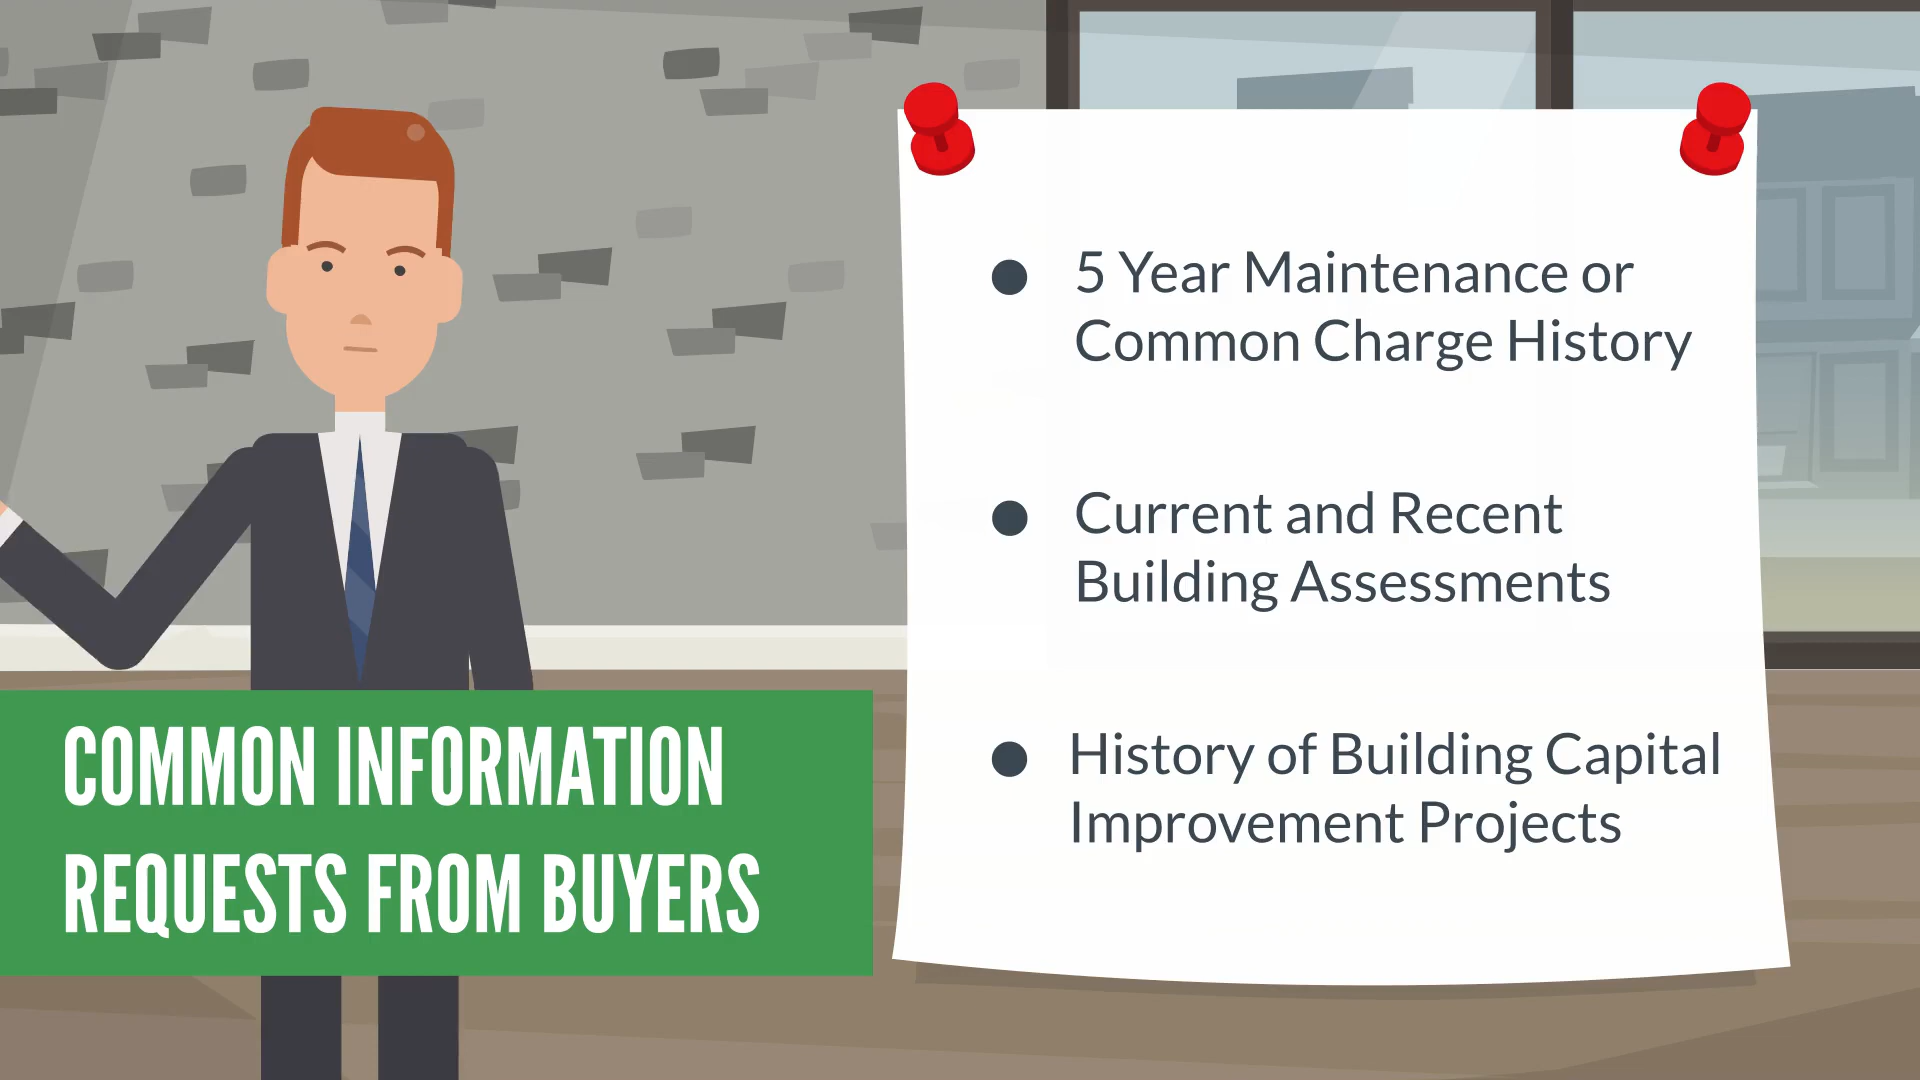 5 Year Maintenance or
Common Charge History
Current and Recent
Building Assessments
History of Building Capital
Improvement Projects
COMMON INFORMATION
REQUESTS FROM BUYERS